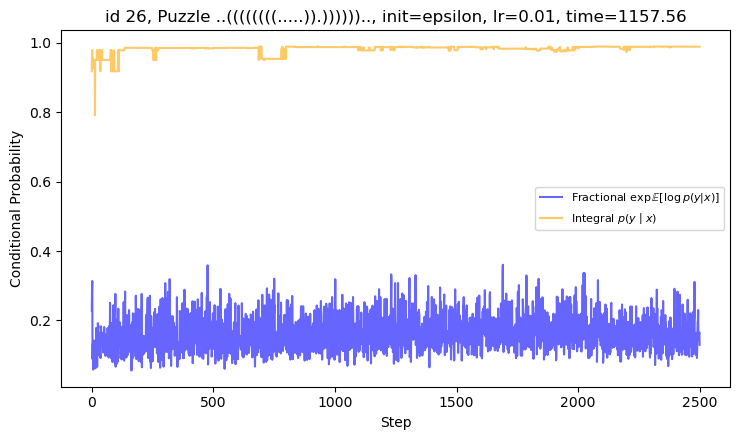 id 26, Puzzle ..((((((((.....)).)))))).., init=epsilon, lr=0.01, time=1157.56
Conditional Probability
1.0
0.8
0.6
0.4
0.2
Fractional exp𝔼[log p(y|x)]
Integral p(y | x)
0
500
1000
1500
2000
2500
Step